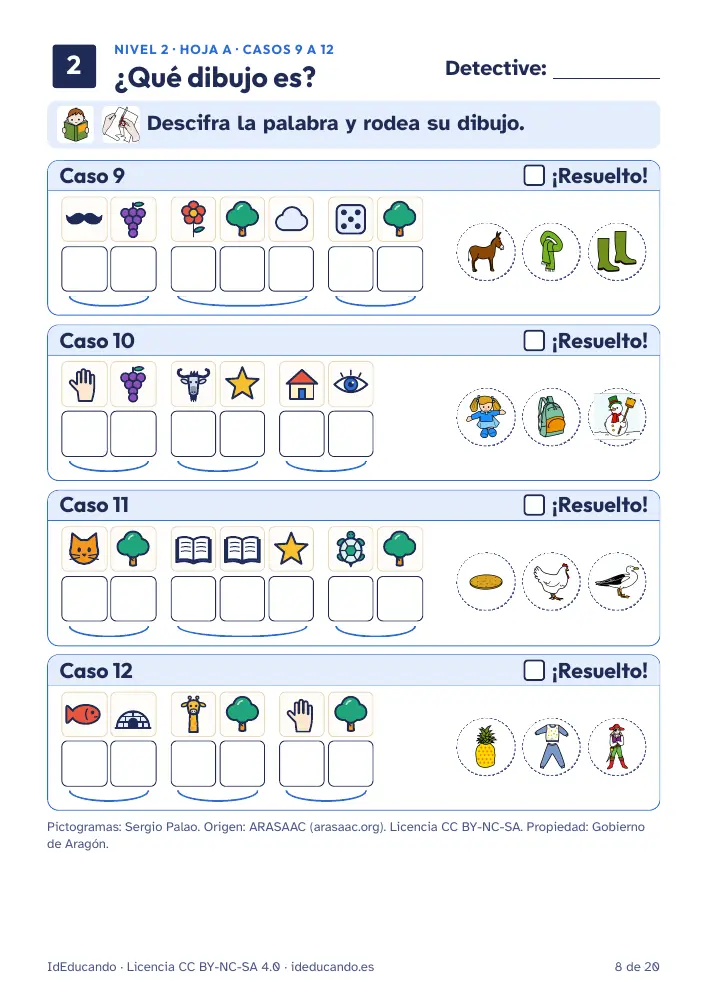 2
NIVEL 2 · HOJA A · CASOS 9 A 12
¿Qué dibujo es?
Detective: ___________
Descifra la palabra y rodea su dibujo.
Caso 9
¡Resuelto!
Caso 10
¡Resuelto!
Caso 11
¡Resuelto!
Caso 12
¡Resuelto!
Pictogramas: Sergio Palao. Origen: ARASAAC (arasaac.org). Licencia CC BY-NC-SA. Propiedad: Gobierno
de Aragón.
IdEducando · Licencia CC BY-NC-SA 4.0 · ideducando.es
8 de 20